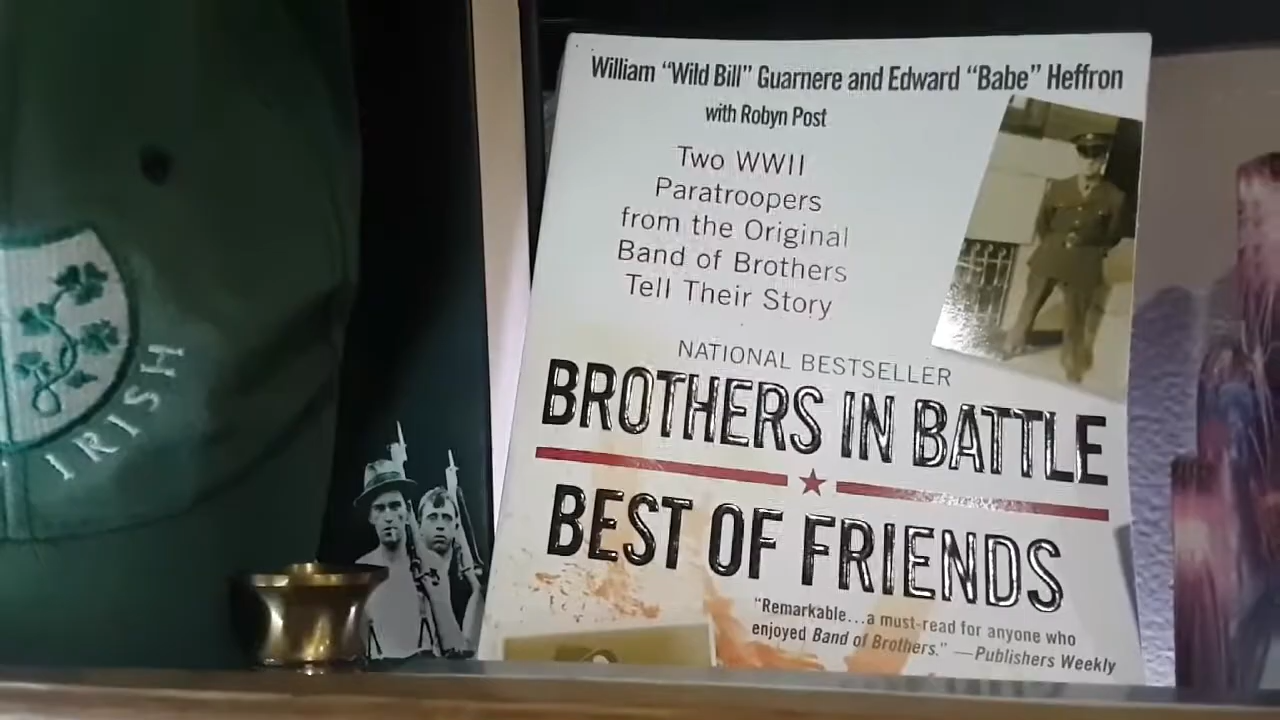 IRISH
William “Wild Bill” Guarnere and Edward “Babe” Heffron
with Robyn Post
Two WWII
Paratroopers
from the Original
Band of Brothers
Tell Their Story
NATIONAL BESTSELLER
BROTHERS IN BATTLE
BEST OF FRIENDS
“Remarkable...a must-read for anyone who
enjoyed Band of Brothers.” —Publishers Weekly